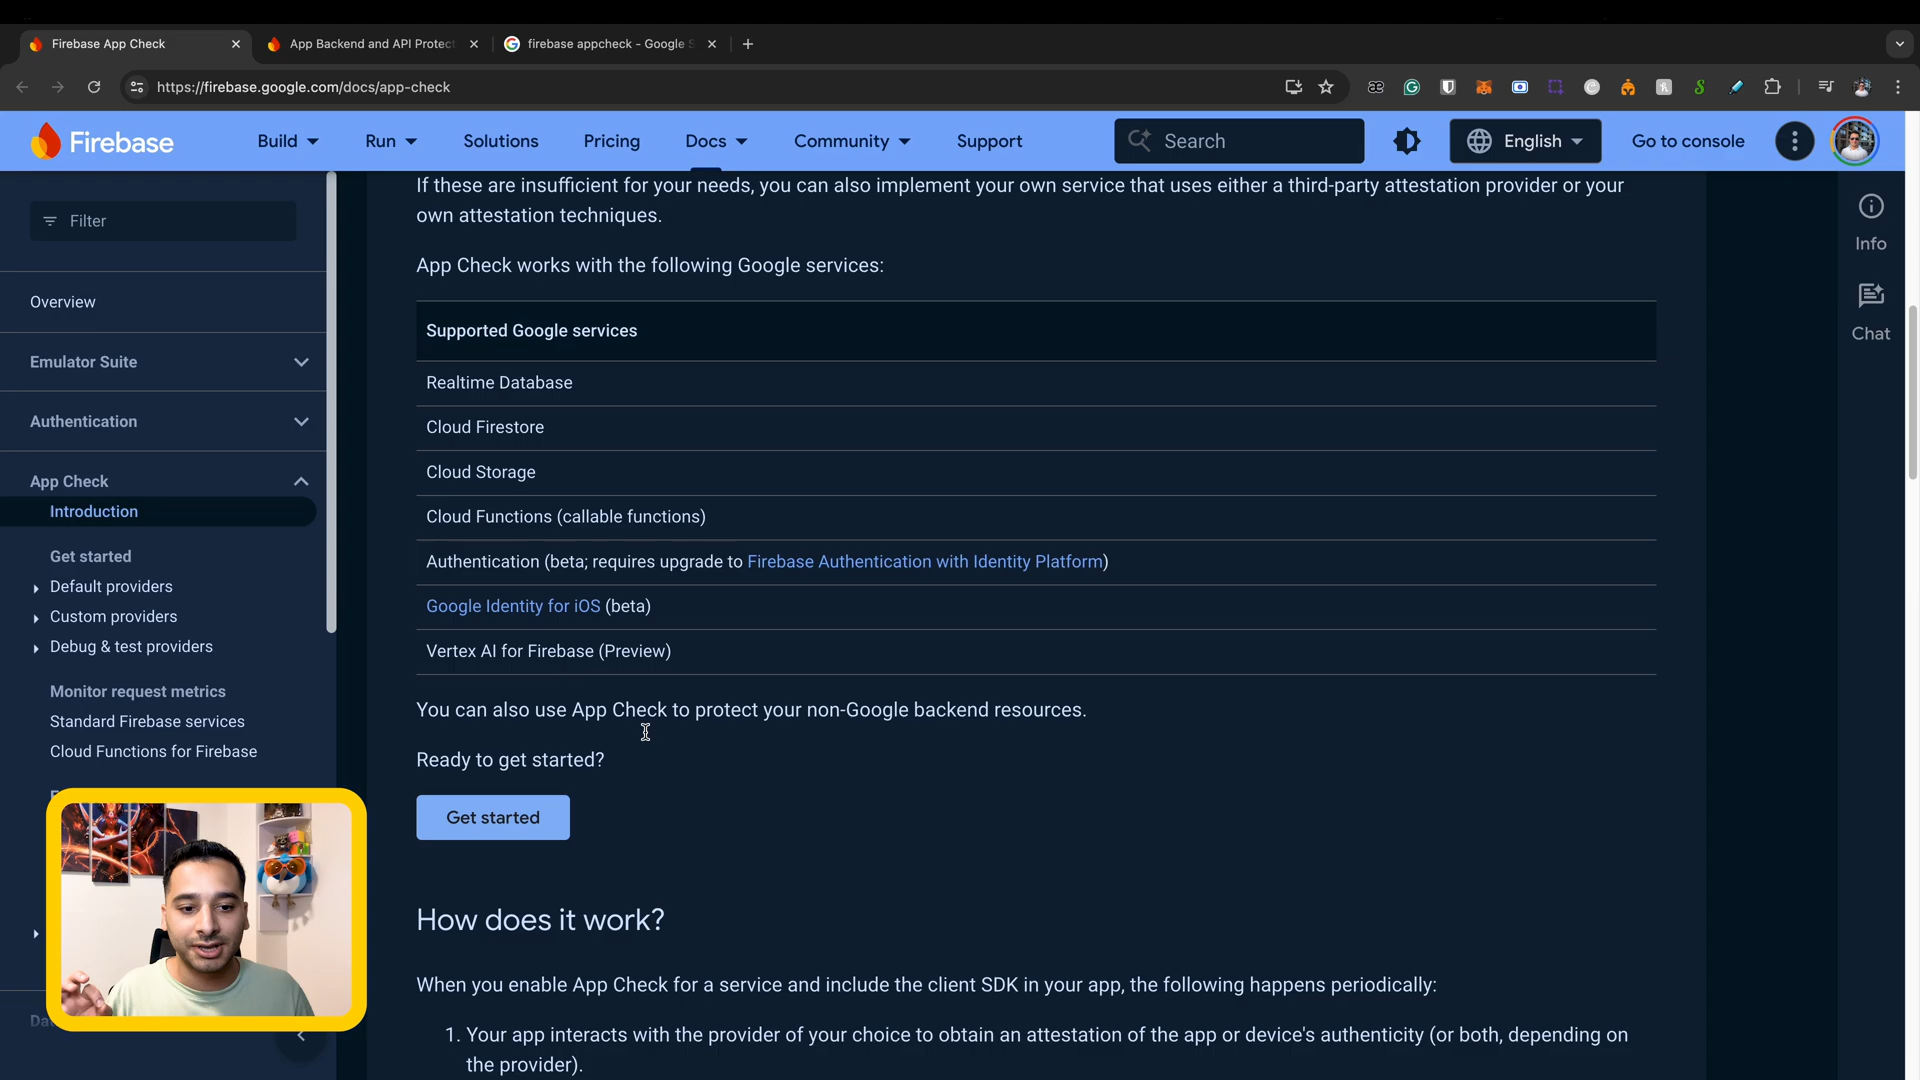 Firebase App Check
App Backend and API Protect
firebase appcheck - Google S
https://firebase.google.com/docs/app-check
Firebase
Build
Run
Solutions
Pricing
Docs
Community
Support
Search
English
Go to console
Filter
Overview
Emulator Suite
Authentication
App Check
Introduction
Get started
Default providers
Custom providers
Debug & test providers
Monitor request metrics
Standard Firebase services
Cloud Functions for Firebase
If these are insufficient for your needs, you can also implement your own service that uses either a third-party attestation provider or your
own attestation techniques.
App Check works with the following Google services:
Supported Google services
Realtime Database
Cloud Firestore
Cloud Storage
Cloud Functions (callable functions)
Authentication (beta; requires upgrade to Firebase Authentication with Identity Platform)
Google Identity for iOS (beta)
Vertex AI for Firebase (Preview)
You can also use App Check to protect your non-Google backend resources.
Ready to get started?
Get started
How does it work?
When you enable App Check for a service and include the client SDK in your app, the following happens periodically:
1. Your app interacts with the provider of your choice to obtain an attestation of the app or device's authenticity (or both, depending on
the provider).
Info
Chat